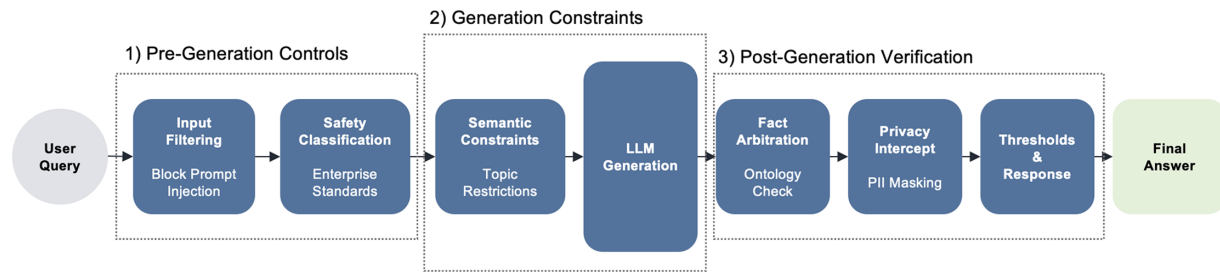 2) Generation Constraints
1) Pre-Generation Controls
3) Post-Generation Verification
User
Query
Input
Filtering
Block Prompt
Injection
Safety
Classification
Enterprise
Standards
Semantic
Constraints
Topic
Restrictions
LLM
Generation
Fact
Arbitration
Ontology
Check
Privacy
Intercept
PII Masking
Thresholds
&
Response
Final
Answer